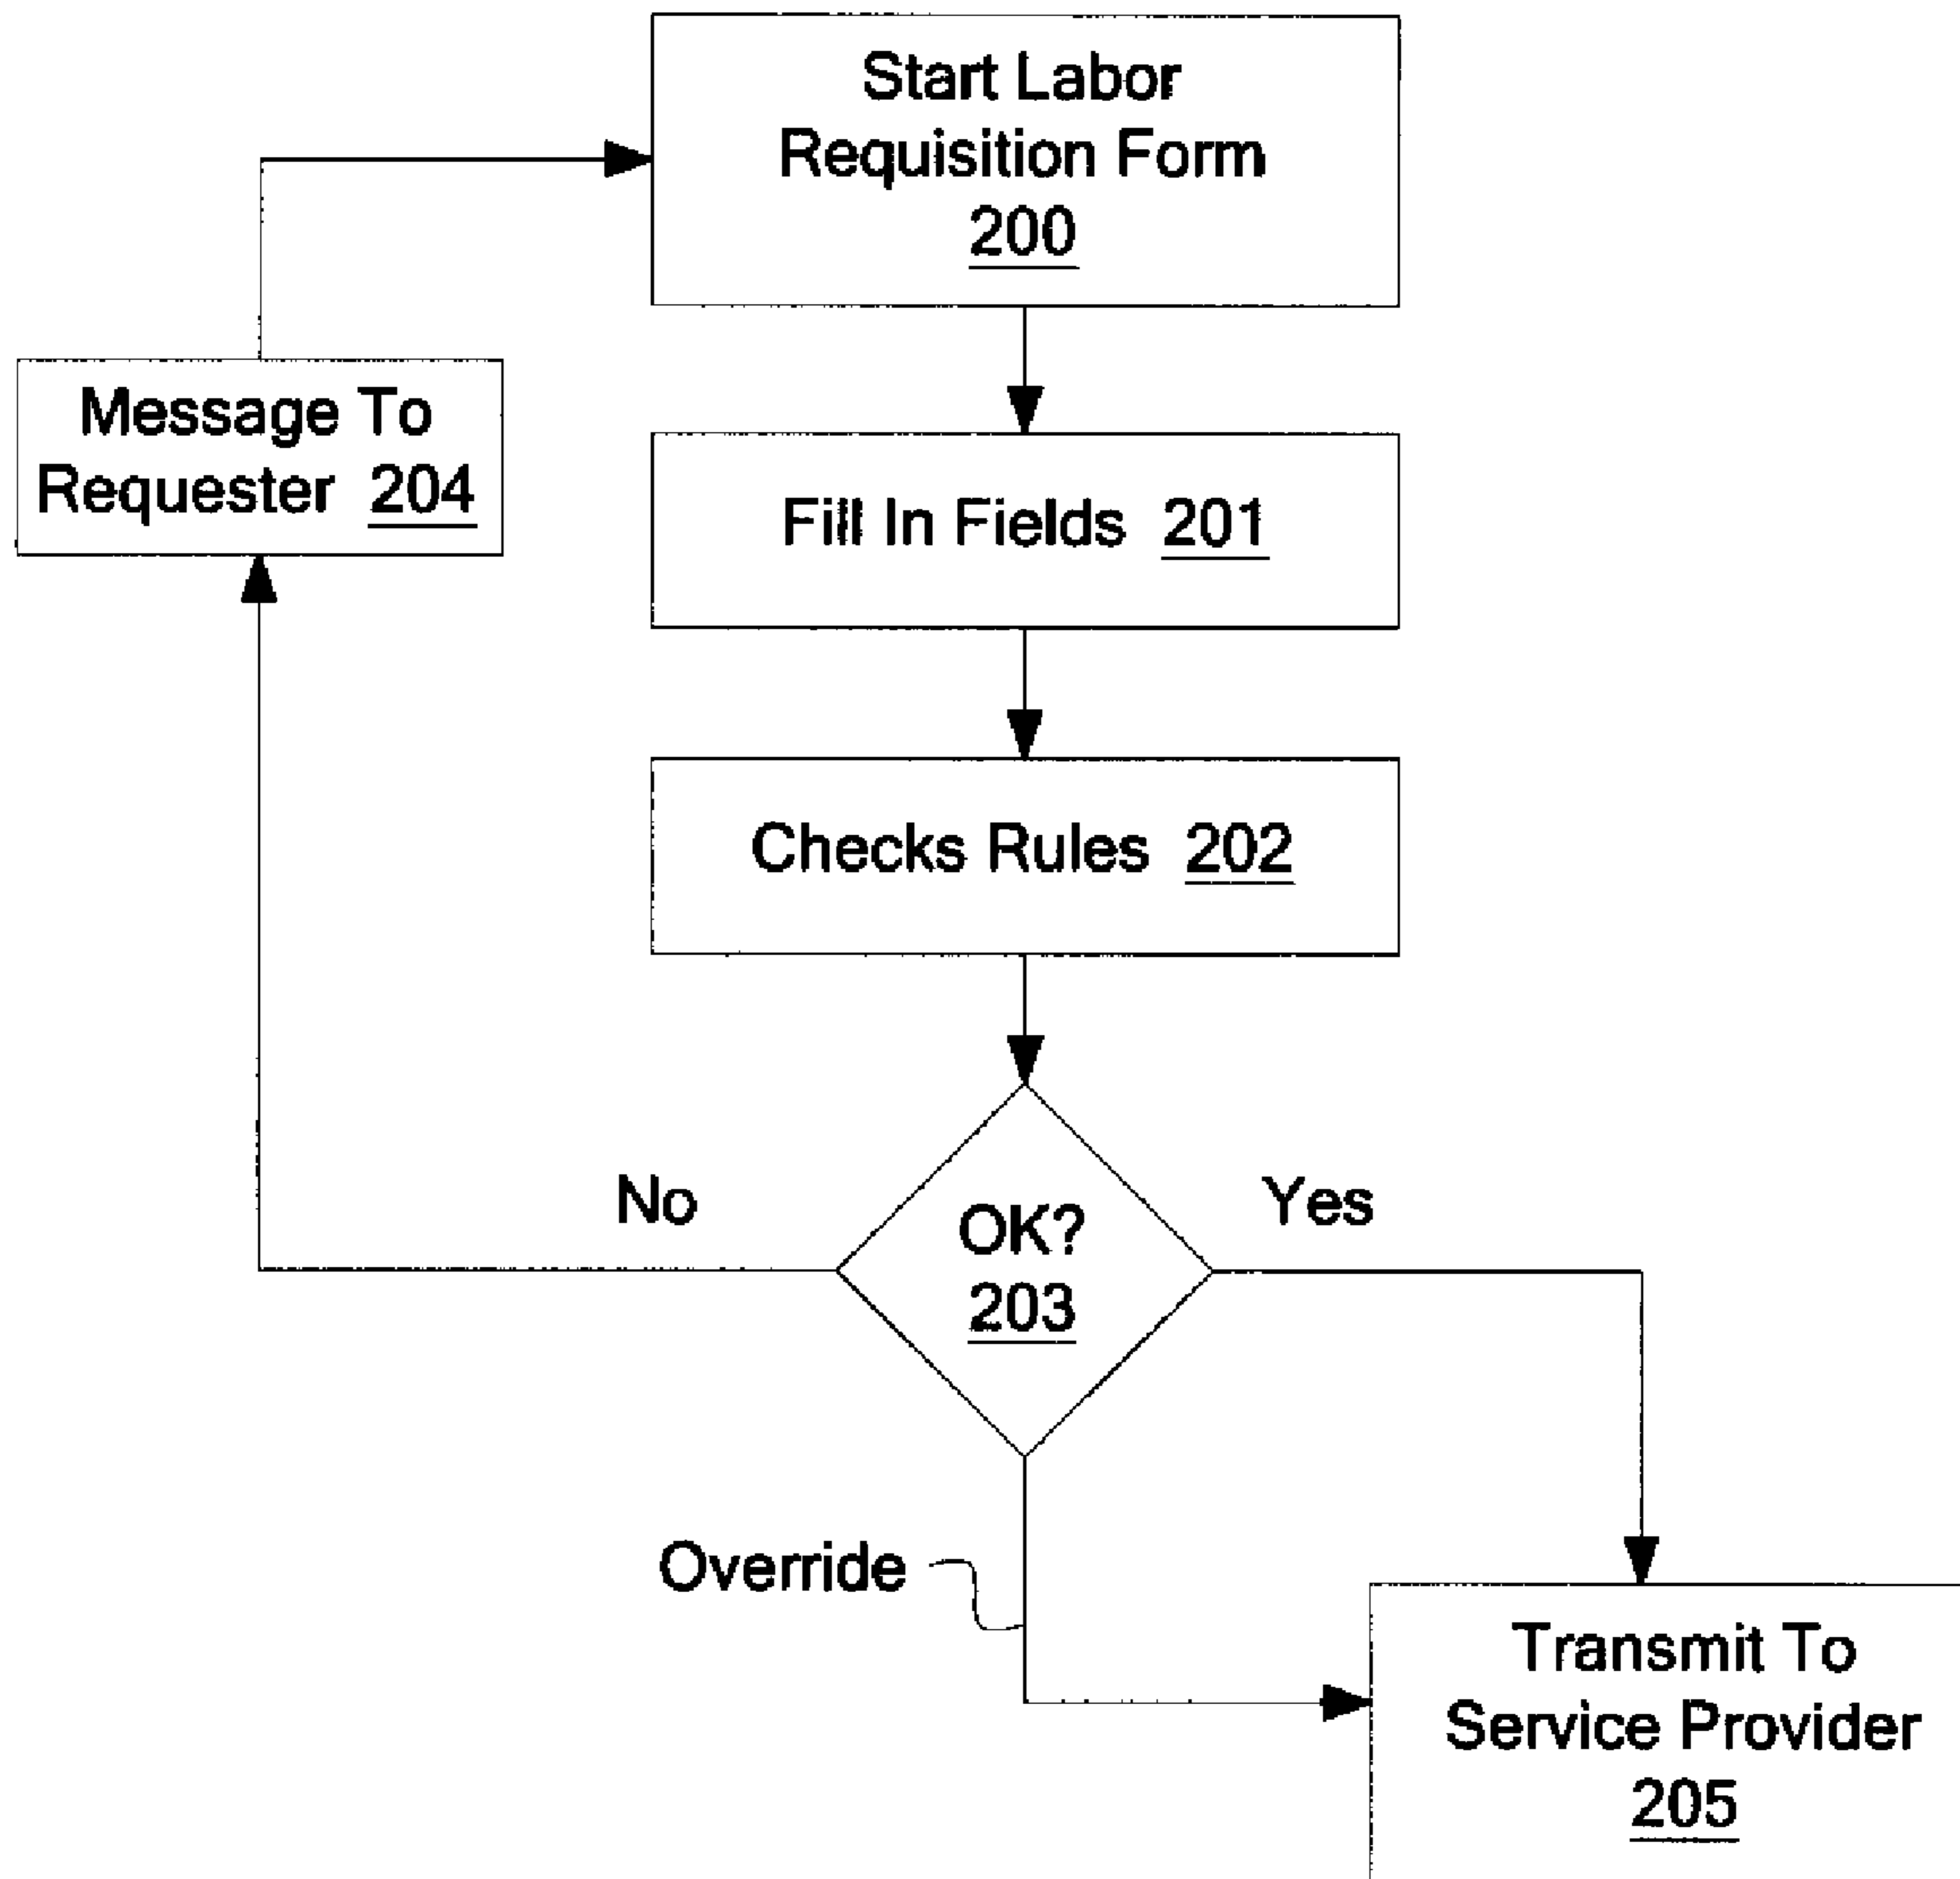 Start Labor
Requisition Form
200
Message To
Requester 204
Fill In Fields 201
Checks Rules 202
No
Yes
OK?
203
Override
Transmit To
Service Provider
205